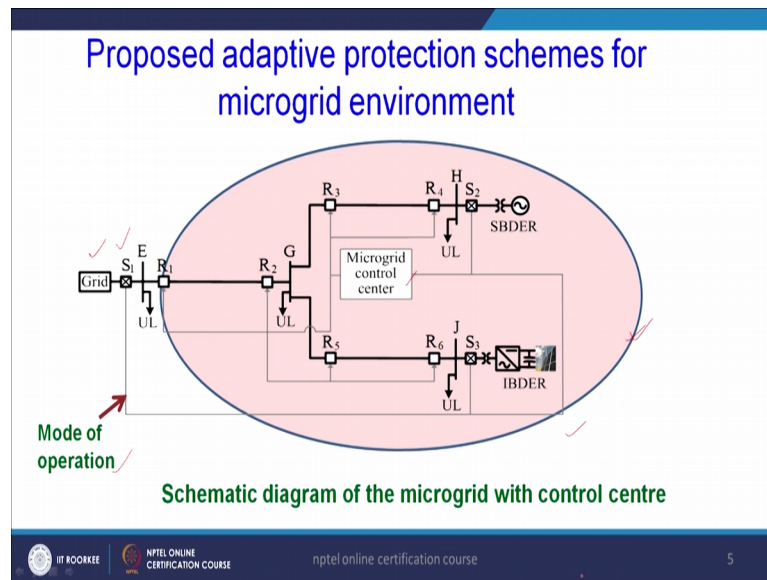 Proposed adaptive protection schemes for
microgrid environment
H
R3
R4
S2
SBDER
UL
E
G
Microgrid
control
center
Grid
S1
R1
R2
UL
UL
J
R5
R6
S3
IBDER
UL
Mode of
operation
Schematic diagram of the microgrid with control centre
IIT ROORKEE
NPTEL ONLINE
CERTIFICATION COURSE
nptel online certification course
5